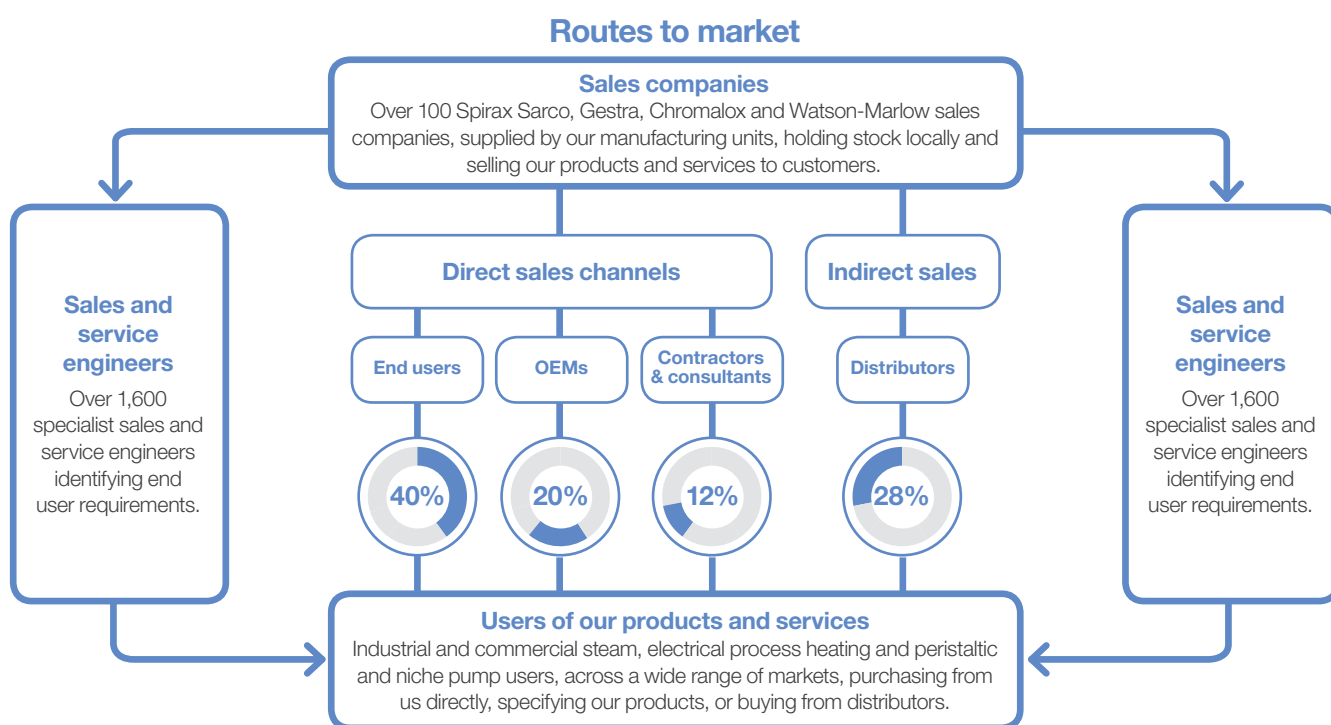 Routes to market
Sales companies
Over 100 Spirax Sarco, Gestra, Chromalox and Watson-Marlow sales
companies, supplied by our manufacturing units, holding stock locally and
selling our products and services to customers.
Sales and
service
engineers
Over 1,600
specialist sales and
service engineers
identifying end
user requirements.
Direct sales channels
Indirect sales
End users
OEMs
Contractors
& consultants
Distributors
40%
20%
12%
28%
Sales and
service
engineers
Over 1,600
specialist sales and
service engineers
identifying end
user requirements.
Users of our products and services
Industrial and commercial steam, electrical process heating and peristaltic
and niche pump users, across a wide range of markets, purchasing from
us directly, specifying our products, or buying from distributors.